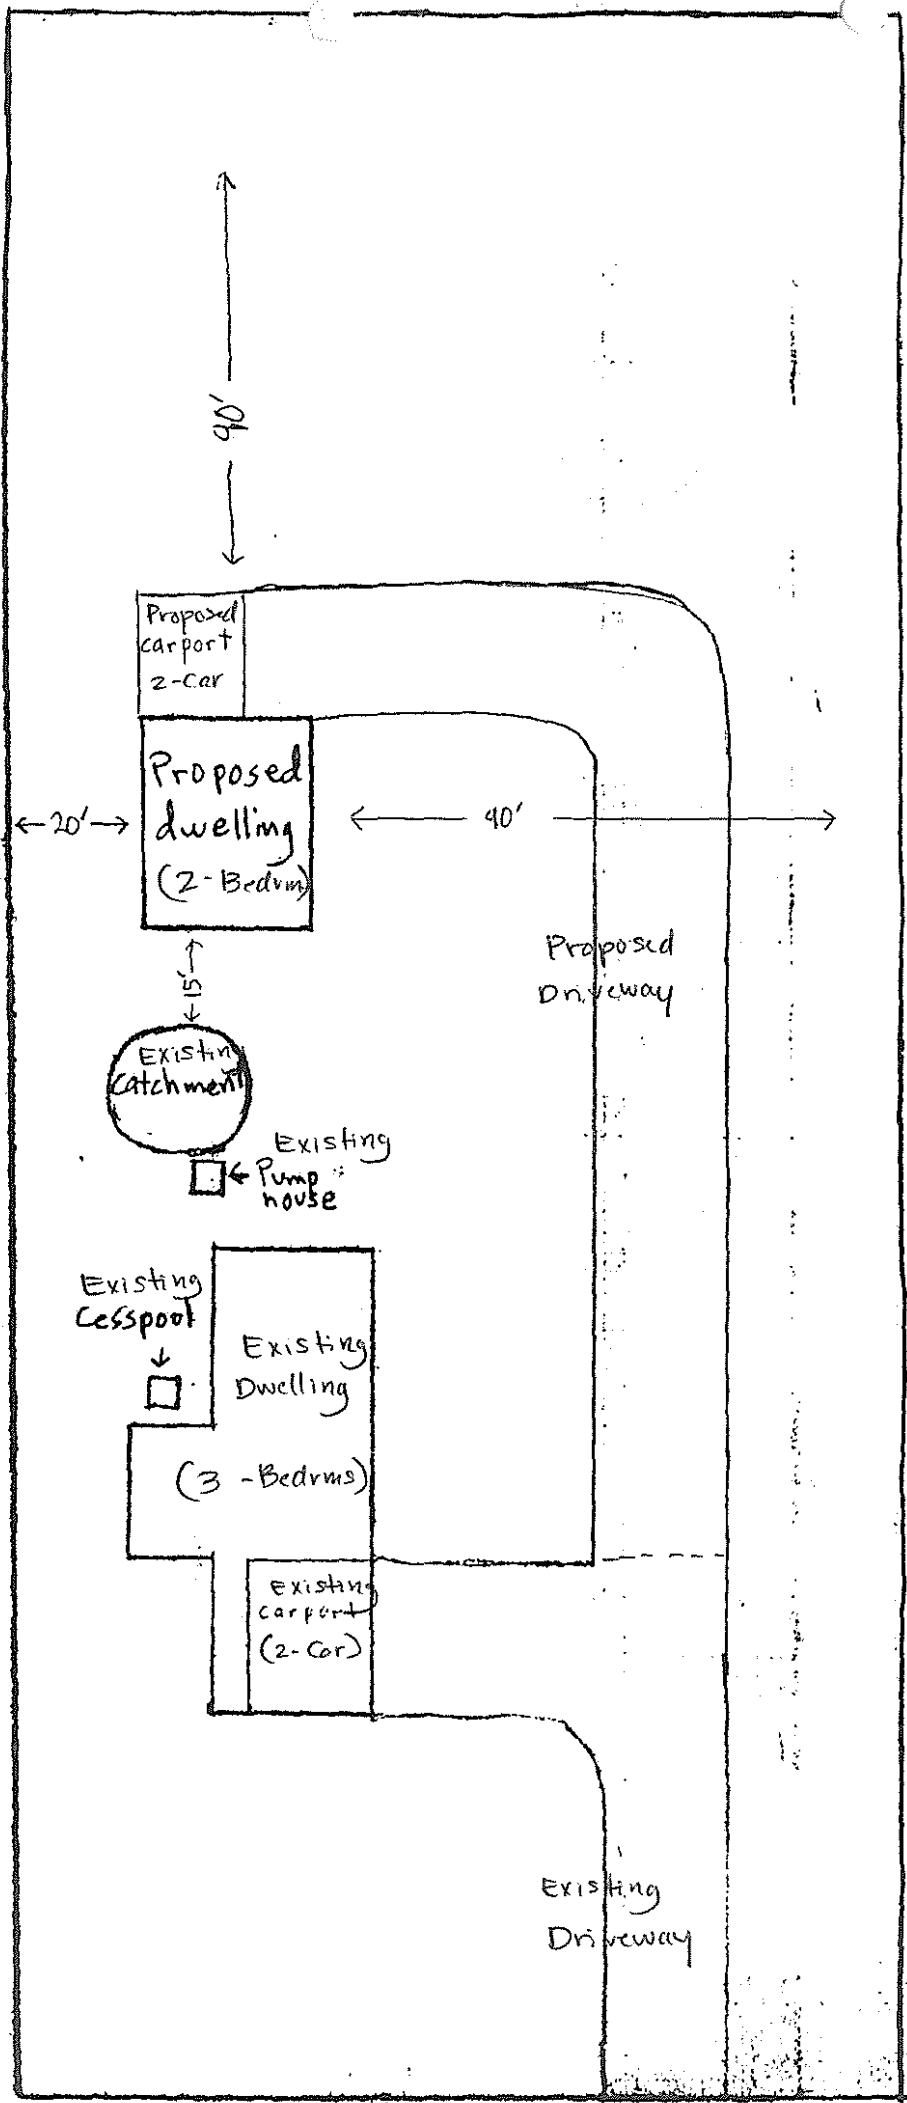 90'
Proposed
carport
2-Car
Proposed
dwelling
(2-Bedrm)
20'
90'
Proposed
Driveway
15'
Existing
Catchment
Existing
Pump
house
Existing
Cesspool
Existing
Dwelling
(3-Bedrms)
Existing
carport
(2-Car)
Existing
Driveway